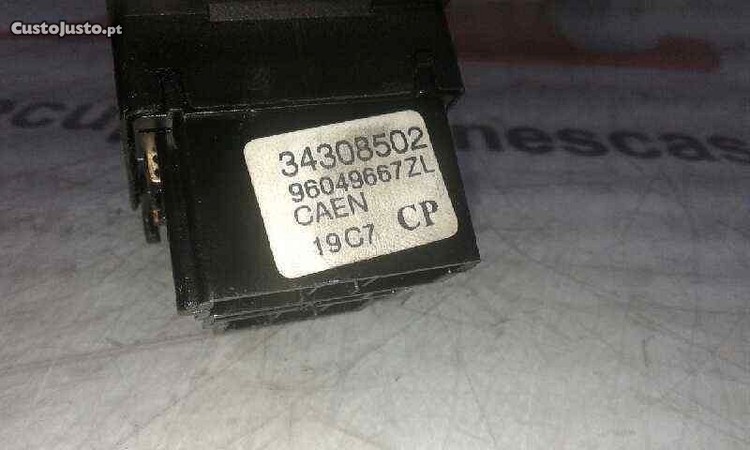 CustoJusto.pt
34308502
96049667ZL
CAEN
19C7 CP